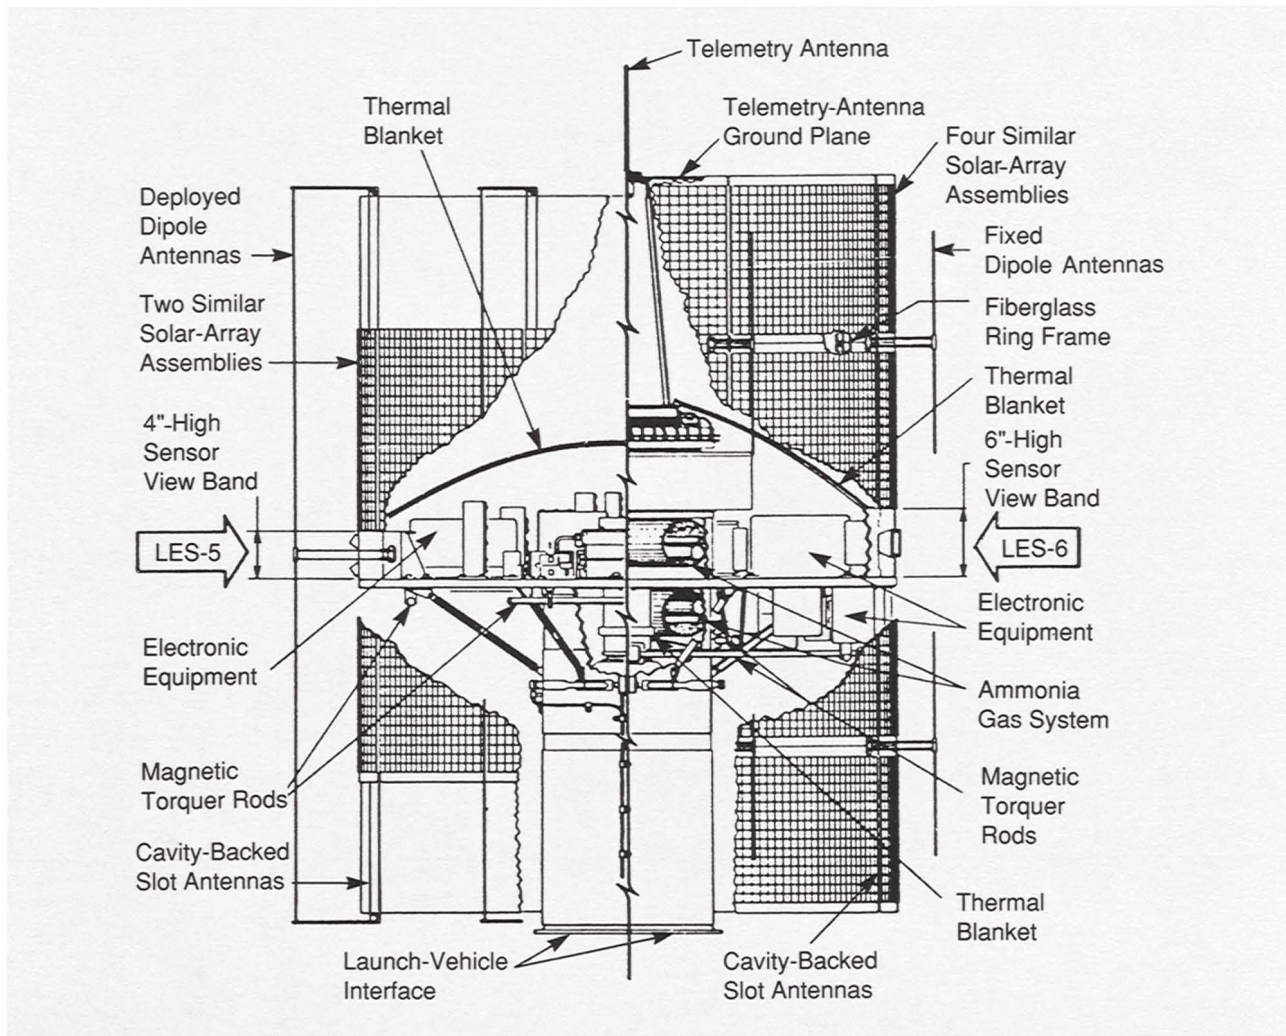 Telemetry Antenna
Thermal
Blanket
Telemetry-Antenna
Ground Plane
Four Similar
Solar-Array
Assemblies
Deployed
Dipole
Antennas
Fixed
Dipole Antennas
Two Similar
Solar-Array
Assemblies
Fiberglass
Ring Frame
Thermal
Blanket
4"-High
Sensor
View Band
6"-High
Sensor
View Band
LES-5
LES-6
Electronic
Equipment
Electronic
Equipment
Ammonia
Gas System
Magnetic
Torquer Rods
Magnetic
Torquer
Rods
Cavity-Backed
Slot Antennas
Thermal
Blanket
Launch-Vehicle
Interface
Cavity-Backed
Slot Antennas